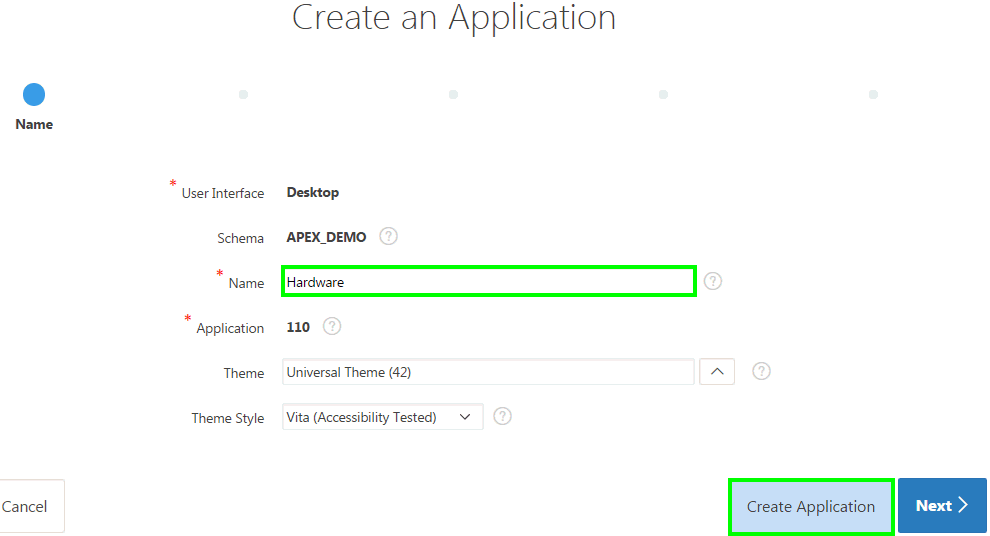 Create an Application
Name
* User Interface Desktop
Schema APEX_DEMO ?
* Name Hardware ?
* Application 110 ?
Theme Universal Theme (42) ?
Theme Style Vita (Accessibility Tested) ?
Cancel Create Application Next